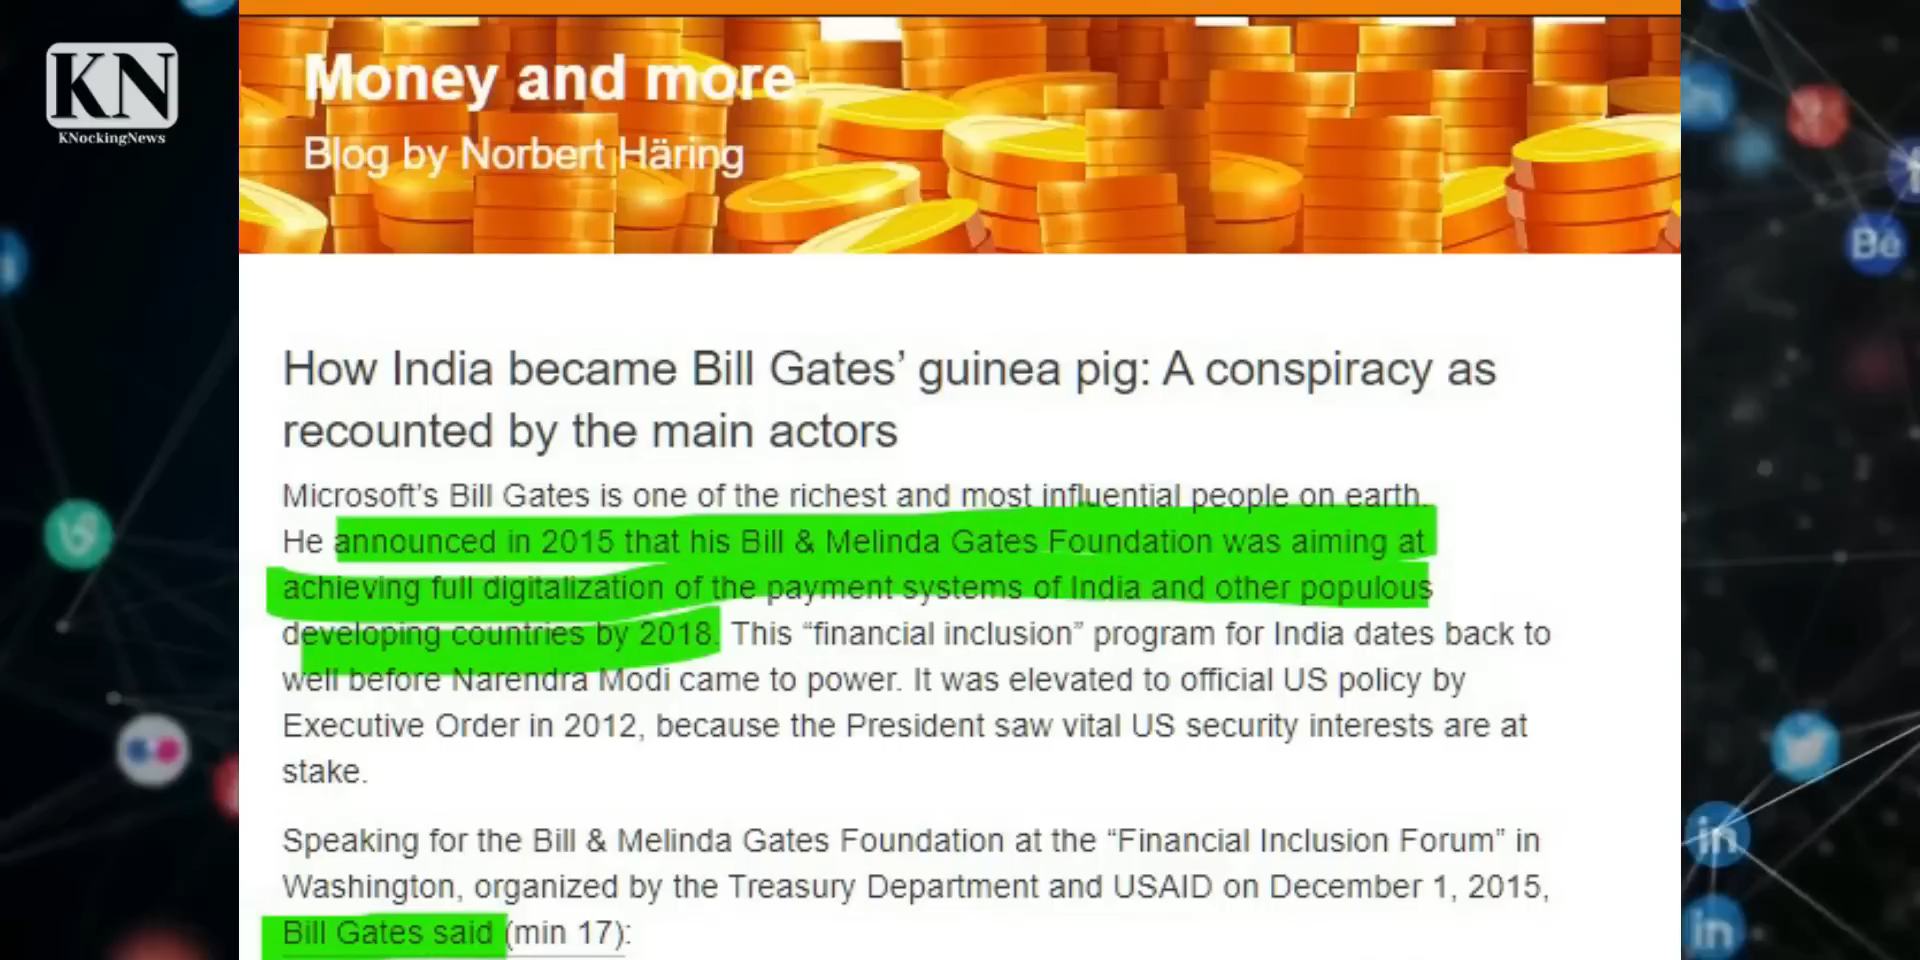 KN
KNockingNews
Money and more
Blog by Norbert Häring
How India became Bill Gates’ guinea pig: A conspiracy as
recounted by the main actors
Microsoft’s Bill Gates is one of the richest and most influential people on earth.
He announced in 2015 that his Bill & Melinda Gates Foundation was aiming at
achieving full digitalization of the payment systems of India and other populous
developing countries by 2018. This “financial inclusion” program for India dates back to
well before Narendra Modi came to power. It was elevated to official US policy by
Executive Order in 2012, because the President saw vital US security interests are at
stake.
Speaking for the Bill & Melinda Gates Foundation at the “Financial Inclusion Forum” in
Washington, organized by the Treasury Department and USAID on December 1, 2015,
Bill Gates said (min 17):
Bē
in
in